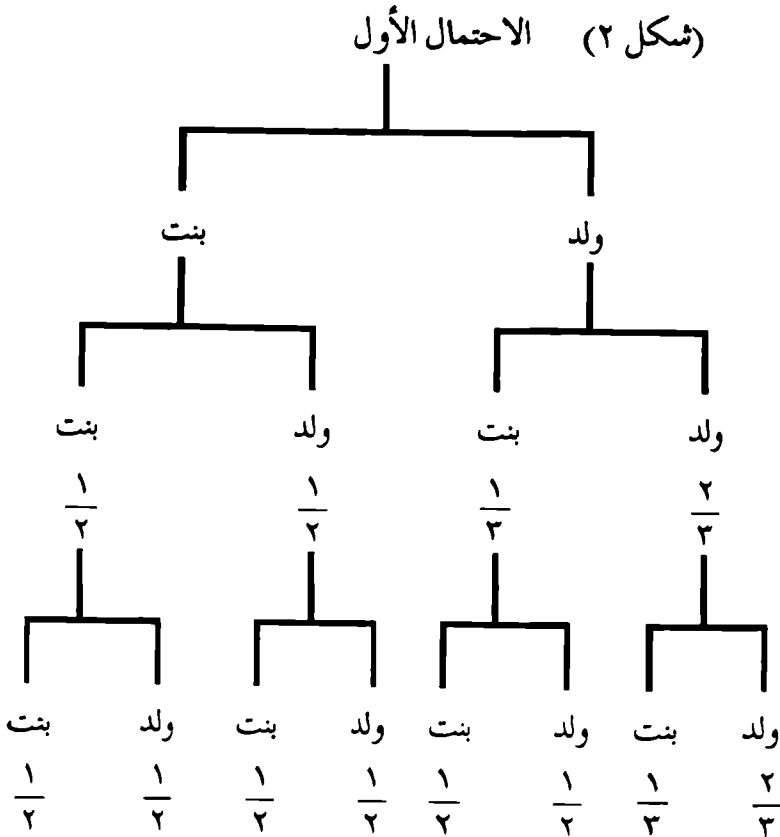 (شكل ٢) الاحتمال الأول
ولد بنت
ولد بنت ولد بنت
٢/٣ ١/٣ ١/٢ ١/٢
ولد بنت ولد بنت ولد بنت ولد بنت
٢/٣ ١/٣ ١/٢ ١/٢ ١/٢ ١/٢ ١/٢ ١/٢